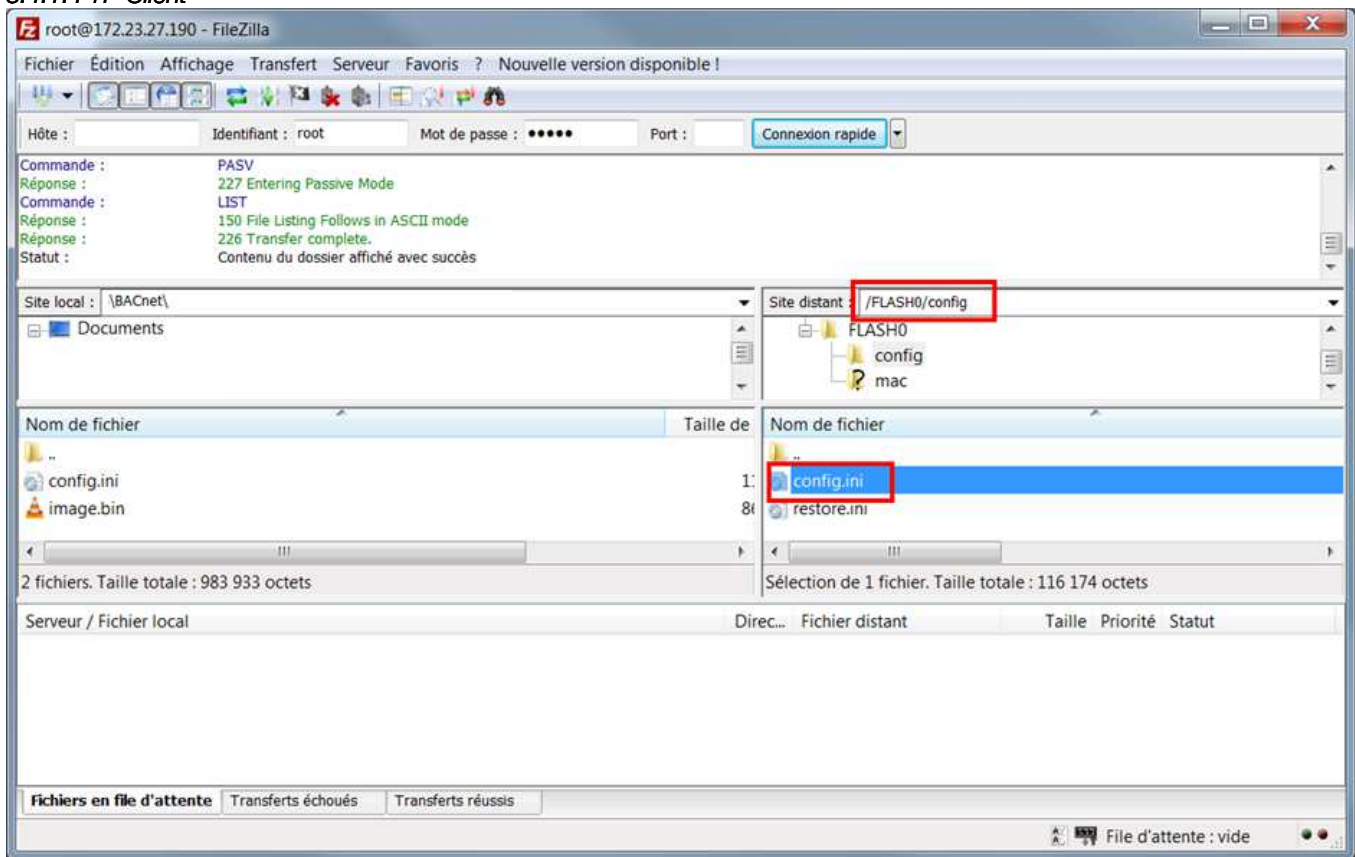 root@172.23.27.190 - FileZilla
Fichier Édition Affichage Transfert Serveur Favoris ? Nouvelle version disponible !
Hôte : Identifiant : root Mot de passe : ●●●●● Port : Connexion rapide
Commande : PASV
Réponse : 227 Entering Passive Mode
Commande : LIST
Réponse : 150 File Listing Follows in ASCII mode
Réponse : 226 Transfer complete.
Statut : Contenu du dossier affiché avec succès
Site local : \BACnet\
Documents
Site distant : /FLASH0/config
FLASH0
config
mac
Nom de fichier Taille de
..
config.ini 11
image.bin 86
2 fichiers. Taille totale : 983 933 octets
Nom de fichier
..
config.ini
restore.ini
Sélection de 1 fichier. Taille totale : 116 174 octets
Serveur / Fichier local Direc... Fichier distant Taille Priorité Statut
Fichiers en file d'attente Transferts échoués Transferts réussis
File d'attente : vide